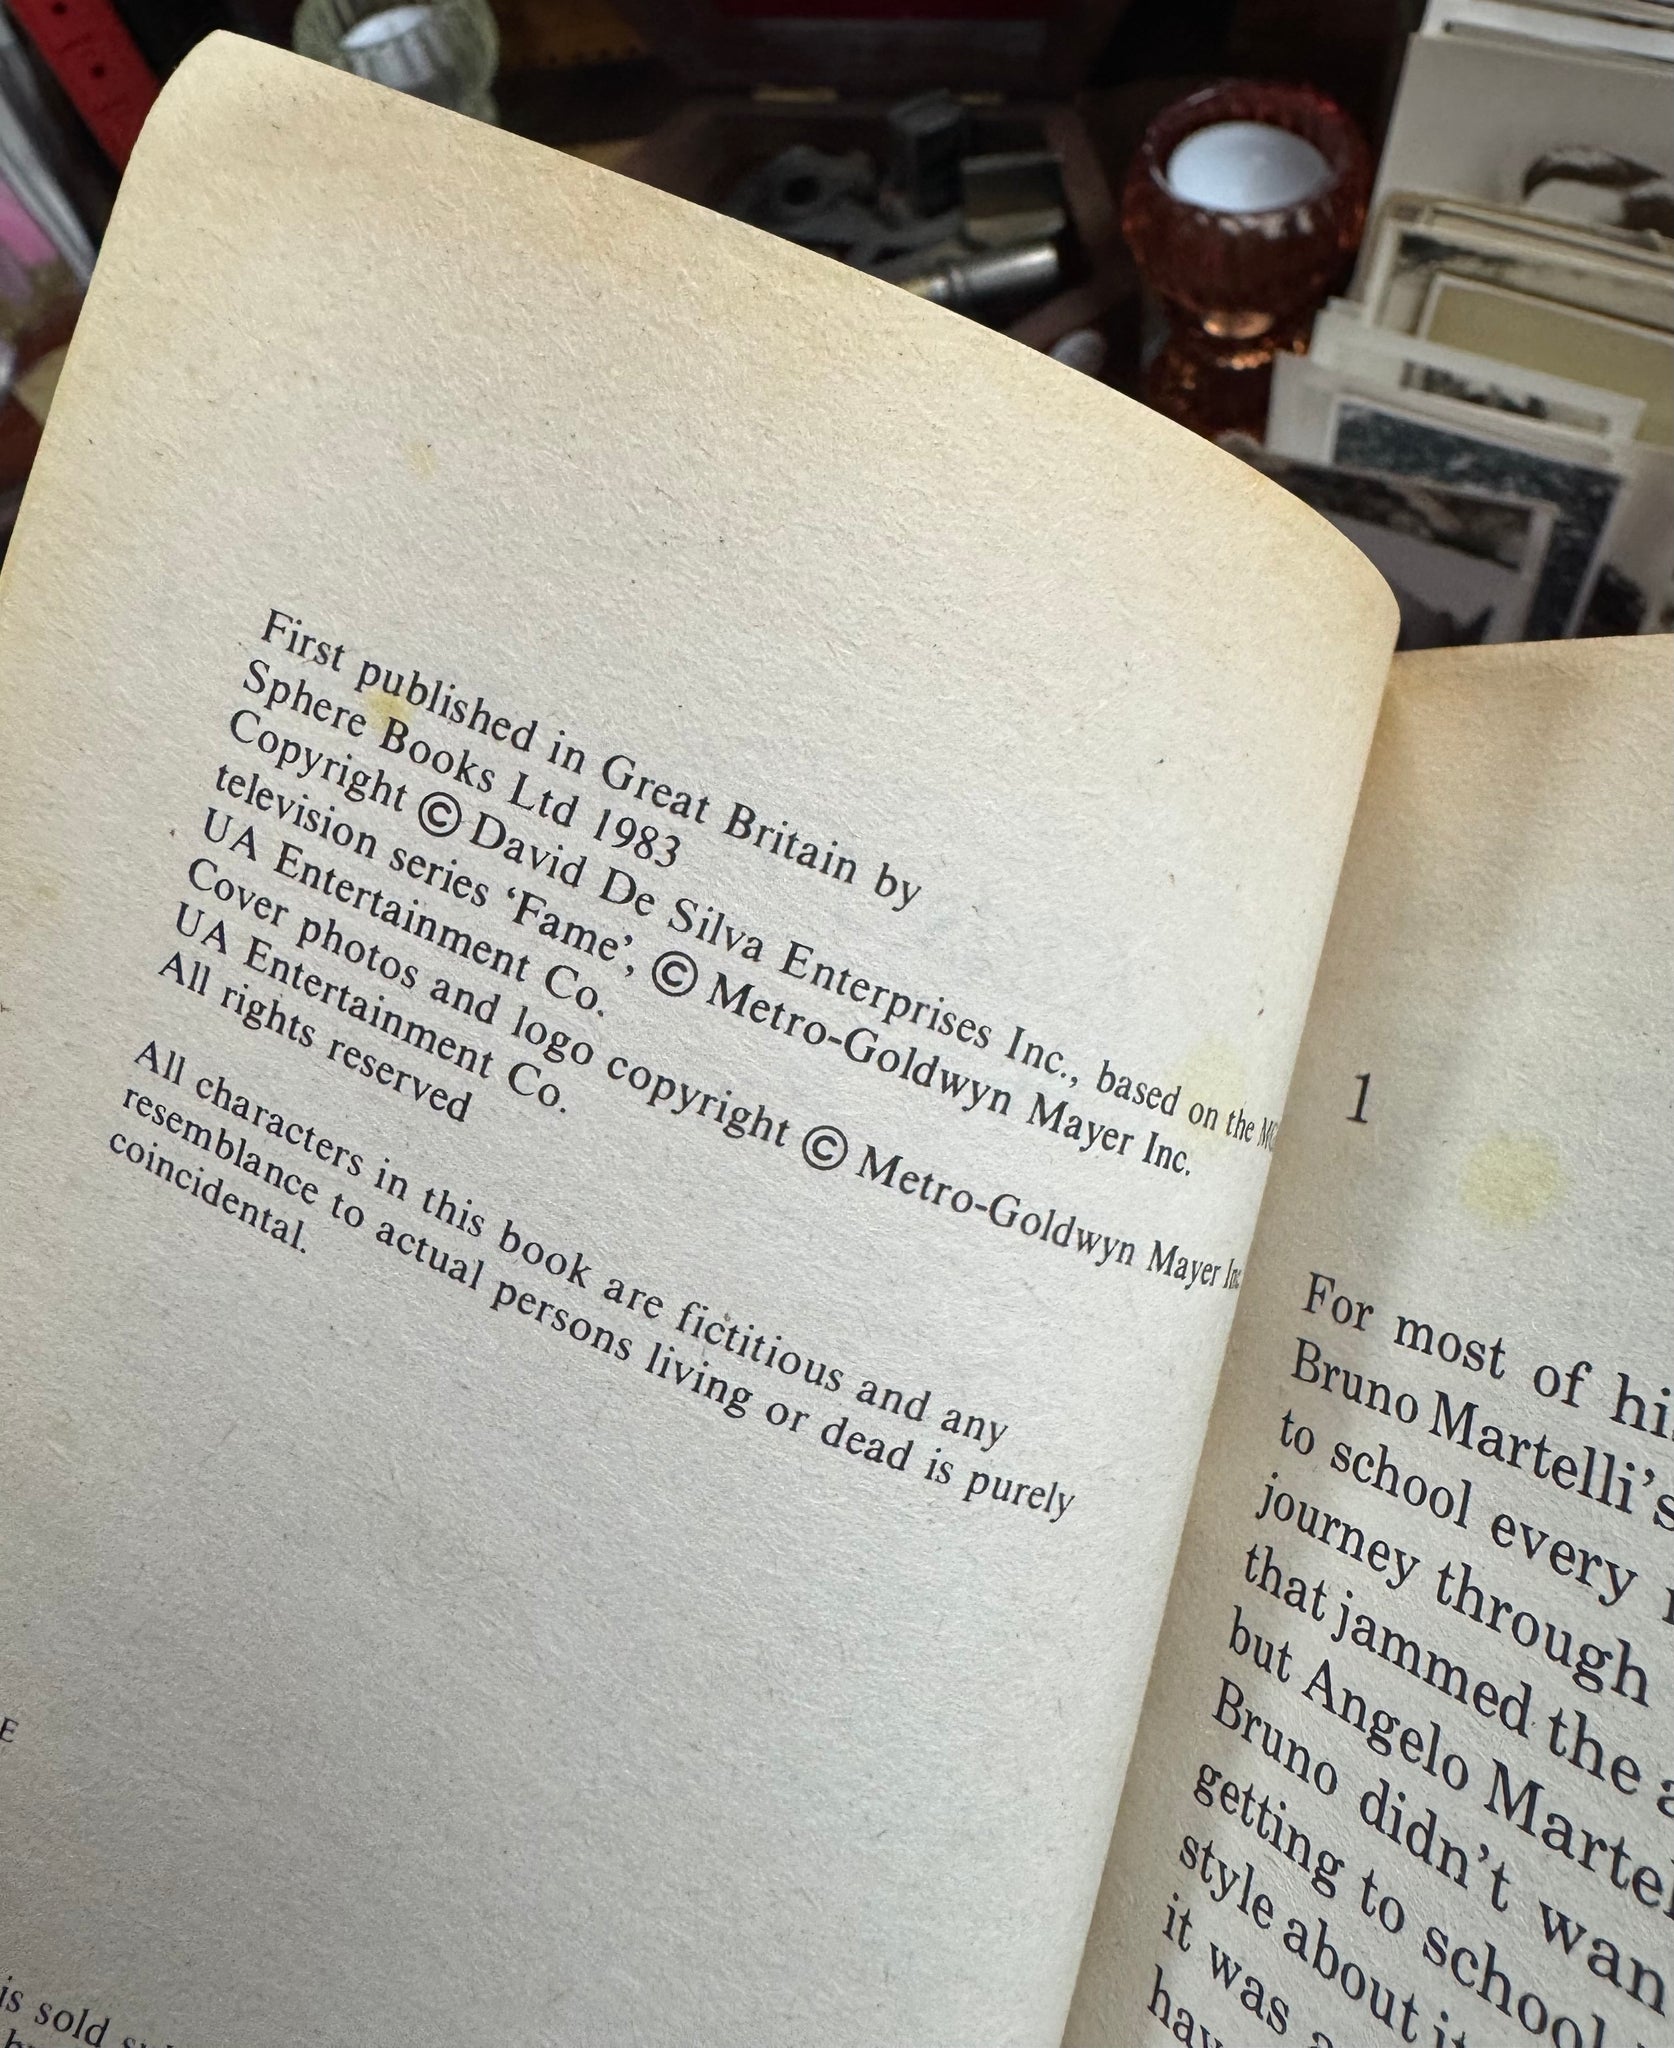 First published in Great Britain by
Sphere Books Ltd 1983
Copyright © David De Silva Enterprises Inc., based on the
television series ‘Fame’, © Metro-Goldwyn Mayer Inc.
UA Entertainment Co.
Cover photos and logo copyright © Metro-Goldwyn Mayer Inc
UA Entertainment Co.
All rights reserved
All characters in this book are fictitious and any
resemblance to actual persons living or dead is purely
coincidental.
E
is sold
1
For most of
Bruno Martelli’s
to school every
journey through
that jammed the
but Angelo
Bruno didn’t
getting to school
style about
it was